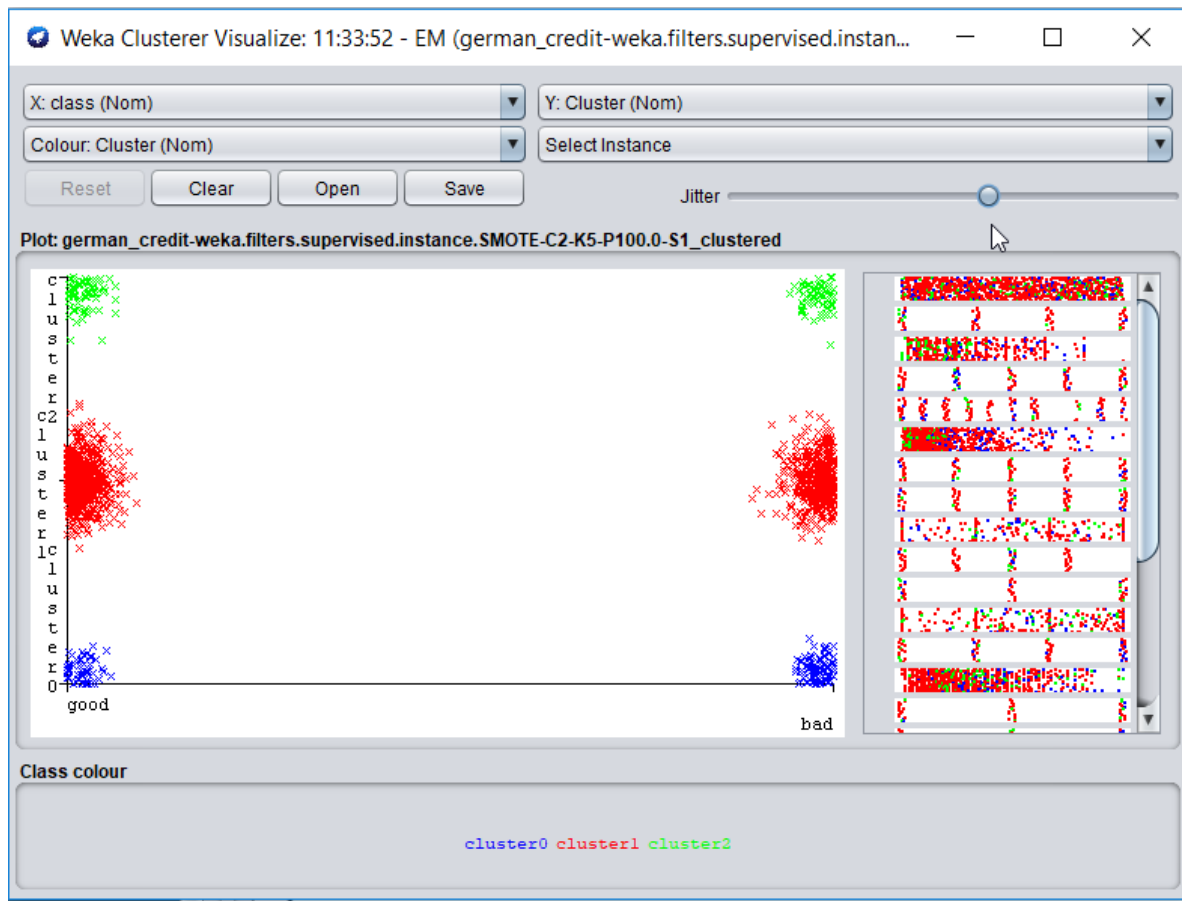 Weka Clusterer Visualize: 11:33:52 - EM (german_credit-weka.filters.supervised.instan...
X: class (Nom)
Y: Cluster (Nom)
Colour: Cluster (Nom)
Select Instance
Reset
Clear
Open
Save
Jitter
Plot: german_credit-weka.filters.supervised.instance.SMOTE-C2-K5-P100.0-S1_clustered
cluster2
cluster1
cluster0
good
bad
Class colour
cluster0 cluster1 cluster2